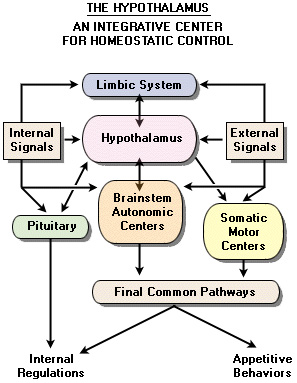 THE HYPOTHALAMUS
AN INTEGRATIVE CENTER
FOR HOMEOSTATIC CONTROL
Limbic System
Internal
Signals
Hypothalamus
External
Signals
Pituitary
Brainstem
Autonomic
Centers
Somatic
Motor
Centers
Final Common Pathways
Internal
Regulations
Appetitive
Behaviors